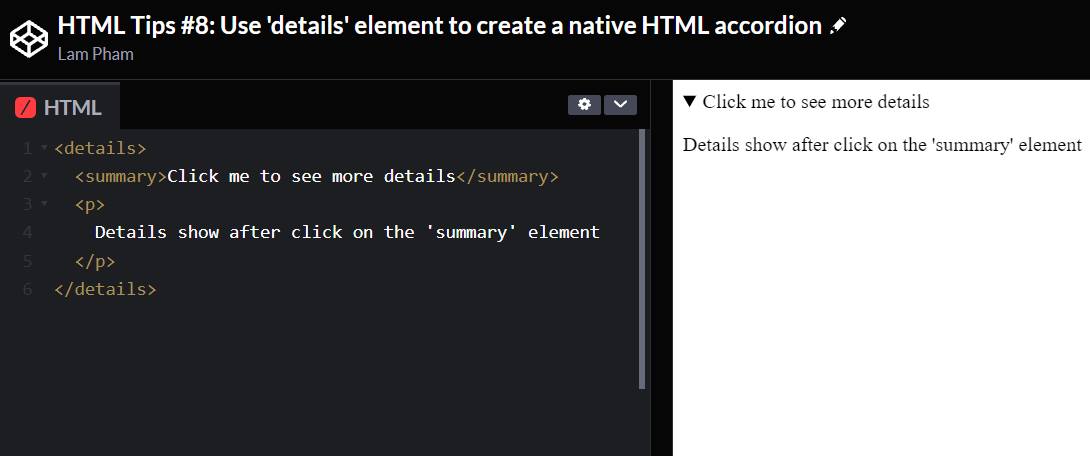 HTML Tips #8: Use 'details' element to create a native HTML accordion
Lam Pham
/ HTML
1 <details>
2 <summary>Click me to see more details</summary>
3 <p>
4 Details show after click on the 'summary' element
5 </p>
6 </details>
Click me to see more details
Details show after click on the 'summary' element